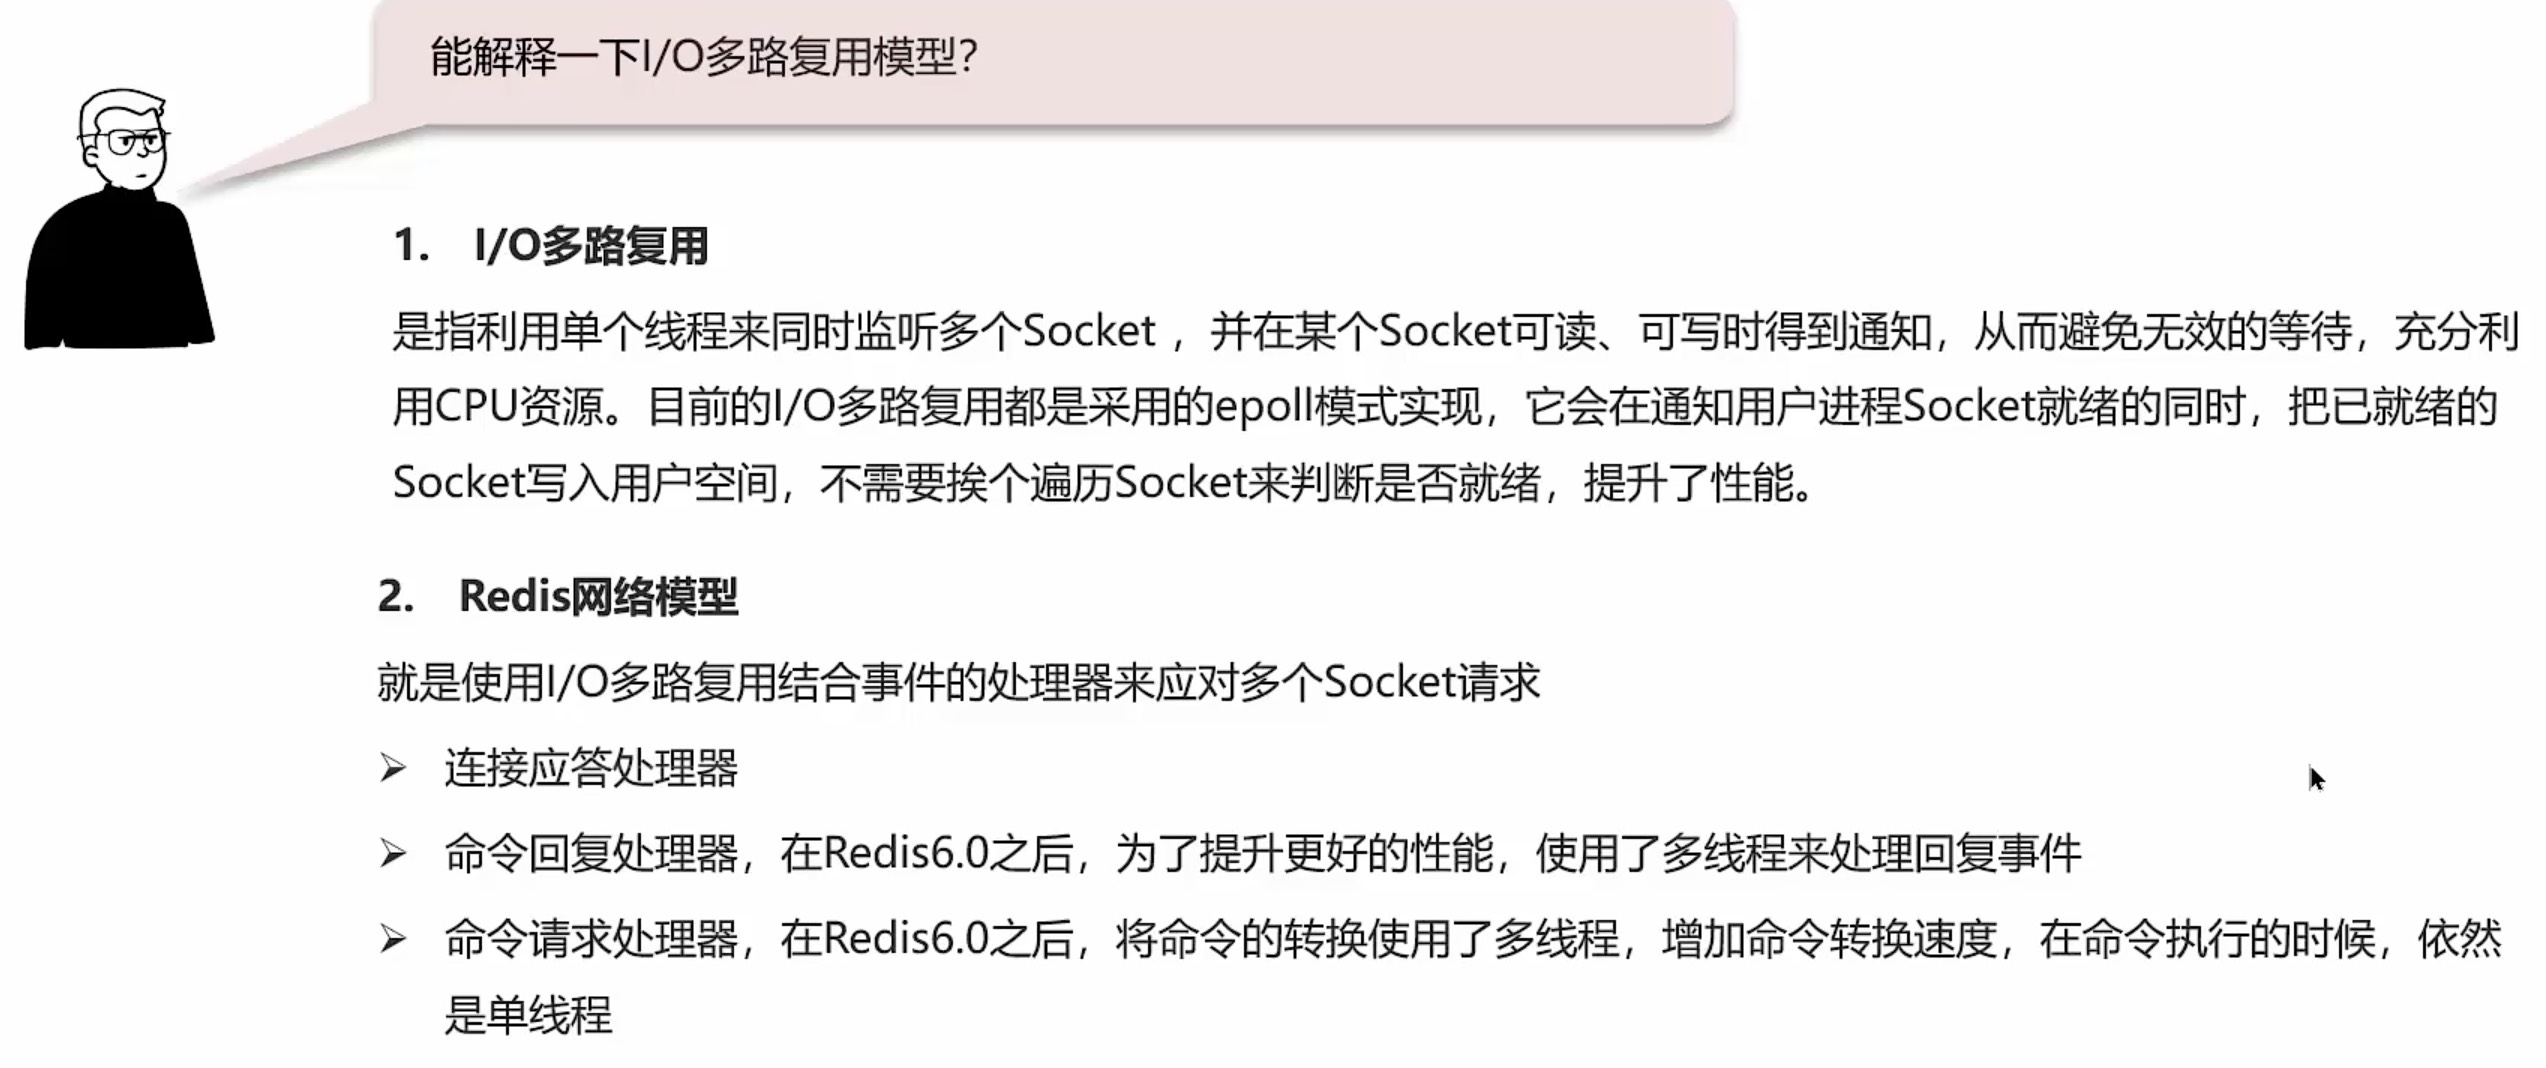 能解释一下I/O多路复用模型?
1. I/O多路复用
是指利用单个线程来同时监听多个Socket ，并在某个Socket可读、可写时得到通知，从而避免无效的等待，充分利
用CPU资源。目前的I/O多路复用都是采用的epoll模式实现，它会在通知用户进程Socket就绪的同时，把已就绪的
Socket写入用户空间，不需要挨个遍历Socket来判断是否就绪，提升了性能。
2. Redis网络模型
就是使用I/O多路复用结合事件的处理器来应对多个Socket请求
➢ 连接应答处理器
➢ 命令回复处理器，在Redis6.0之后，为了提升更好的性能，使用了多线程来处理回复事件
➢ 命令请求处理器，在Redis6.0之后，将命令的转换使用了多线程，增加命令转换速度，在命令执行的时候，依然
是单线程